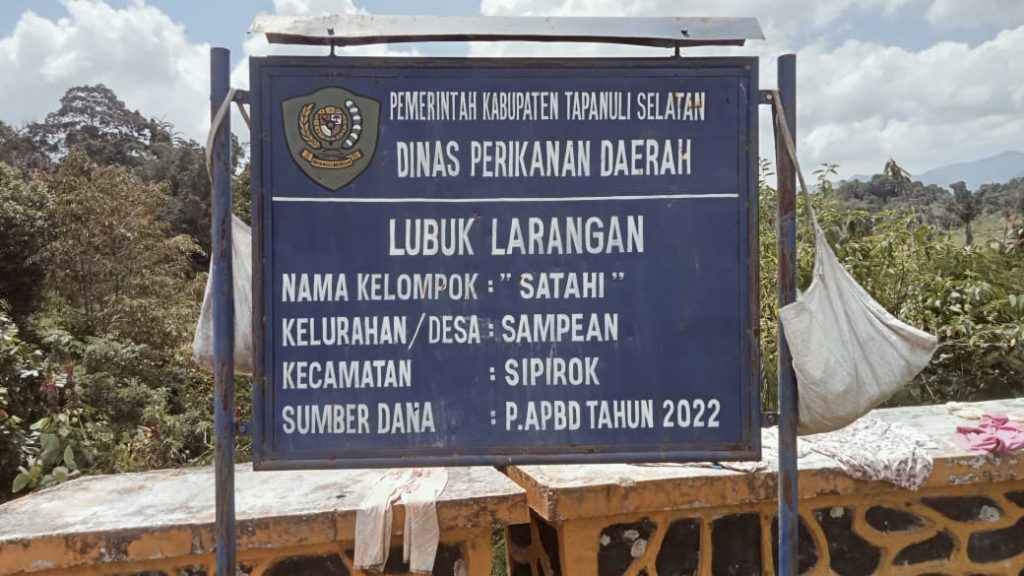 PEMERINTAH KABUPATEN TAPANULI SELATAN
DINAS PERIKANAN DAERAH
LUBUK LARANGAN
NAMA KELOMPOK : " SATAHI "
KELURAHAN/DESA : SAMPEAN
KECAMATAN : SIPIROK
SUMBER DANA : P.APBD TAHUN 2022